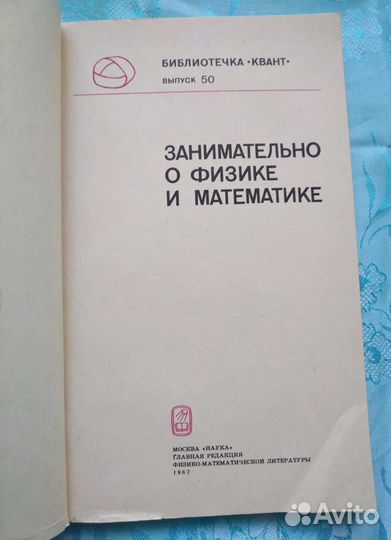 БИБЛИОТЕЧКА «КВАНТ»
ВЫПУСК 50
ЗАНИМАТЕЛЬНО
О ФИЗИКЕ
И МАТЕМАТИКЕ
МОСКВА «НАУКА»
ГЛАВНАЯ РЕДАКЦИЯ
ФИЗИКО-МАТЕМАТИЧЕСКОЙ ЛИТЕРАТУРЫ
1987
Avito